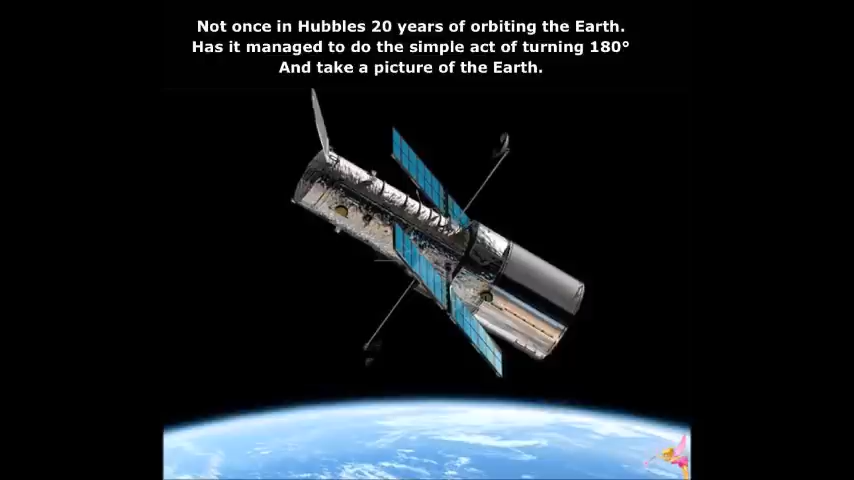 Not once in Hubbles 20 years of orbiting the Earth.
Has it managed to do the simple act of turning 180°
And take a picture of the Earth.